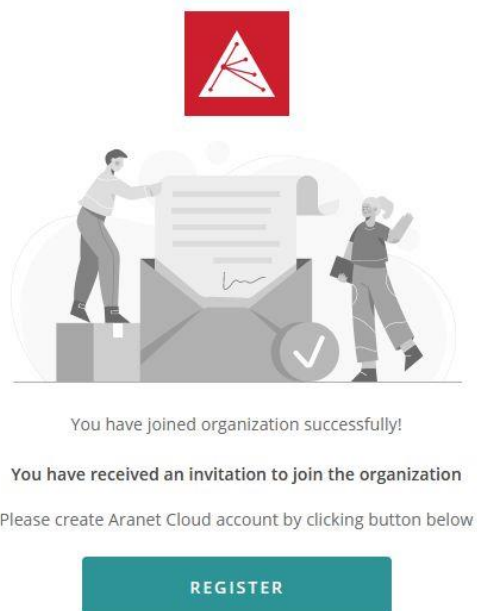 You have joined organization successfully!
You have received an invitation to join the organization
Please create Aranet Cloud account by clicking button below
REGISTER